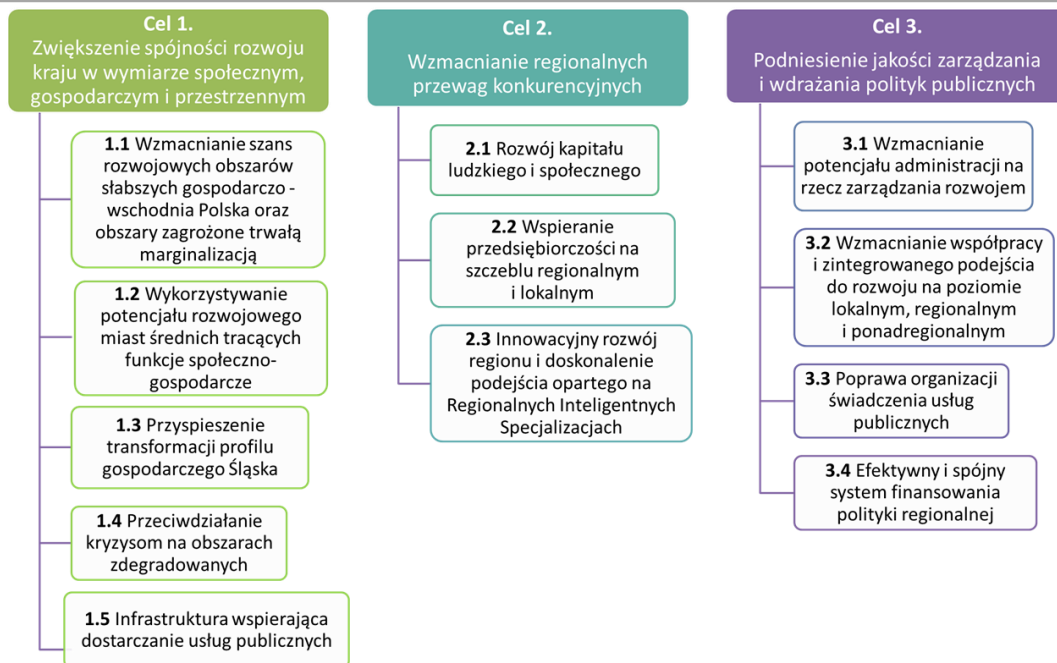 Cel 1.
Zwiększenie spójności rozwoju
kraju w wymiarze społecznym,
gospodarczym i przestrzennym
1.1 Wzmacnianie szans
rozwojowych obszarów
słabszych gospodarczo -
wschodnia Polska oraz
obszary zagrożone trwałą
marginalizacją
1.2 Wykorzystywanie
potencjału rozwojowego
miast średnich tracących
funkcje społeczno-
gospodarcze
1.3 Przyspieszenie
transformacji profilu
gospodarczego Śląska
1.4 Przeciwdziałanie
kryzysom na obszarach
zdegradowanych
1.5 Infrastruktura wspierająca
dostarczanie usług publicznych
Cel 2.
Wzmacnianie regionalnych
przewag konkurencyjnych
2.1 Rozwój kapitału
ludzkiego i społecznego
2.2 Wspieranie
przedsiębiorczości na
szczeblu regionalnym
i lokalnym
2.3 Innowacyjny rozwój
regionu i doskonalenie
podejścia opartego na
Regionalnych Inteligentnych
Specjalizacjach
Cel 3.
Podniesienie jakości zarządzania
i wdrażania polityk publicznych
3.1 Wzmacnianie
potencjału administracji na
rzecz zarządzania rozwojem
3.2 Wzmacnianie współpracy
i zintegrowanego podejścia
do rozwoju na poziomie
lokalnym, regionalnym
i ponadregionalnym
3.3 Poprawa organizacji
świadczenia usług
publicznych
3.4 Efektywny i spójny
system finansowania
polityki regionalnej